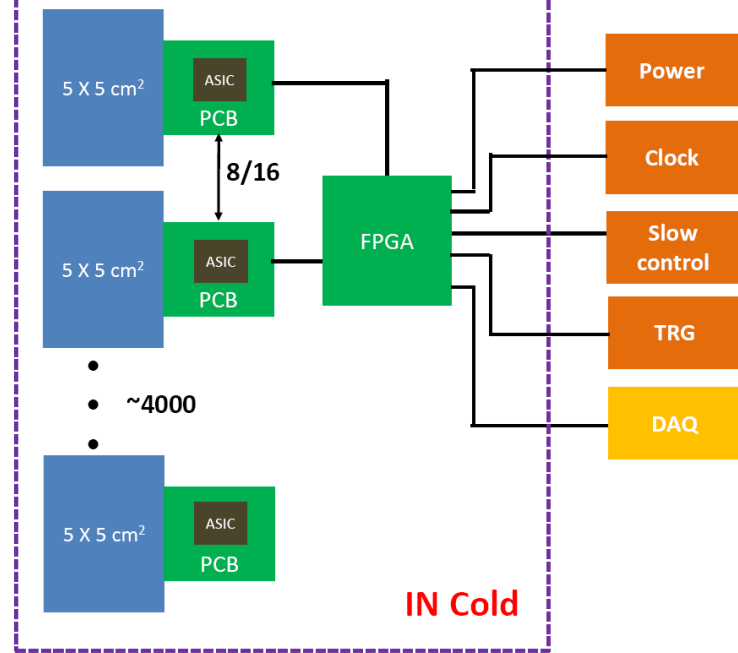 5 X 5 cm²
ASIC
PCB
8/16
5 X 5 cm²
ASIC
PCB
FPGA
~4000
5 X 5 cm²
ASIC
PCB
IN Cold
Power
Clock
Slow
control
TRG
DAQ